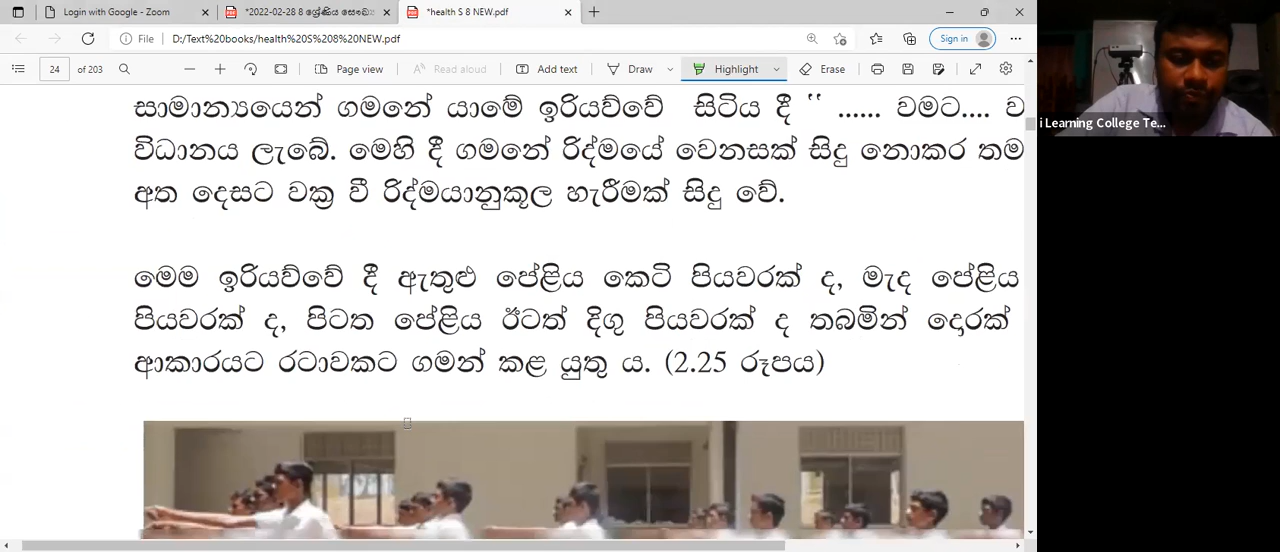 Login with Google - Zoom
*2022-02-28 8 ශ්‍රේණිය සෞඛ්‍ය
*health S 8 NEW.pdf
File D:/Text%20books/health%20S%208%20NEW.pdf
Sign in
24 of 203
Page view
Read aloud
Add text
Draw
Highlight
Erase
සාමාන්‍යයෙන් ගමනේ යාමේ ඉරියව්වේ සිටිය දී “ ...... වමට.... ව
විධානය ලැබේ. මෙහි දී ගමනේ රිද්මයේ වෙනසක් සිදු නොකර තම
අත දෙසට වක්‍ර වී රිද්මයානුකූල හැරීමක් සිදු වේ.
මෙම ඉරියව්වේ දී ඇතුළු පේළිය කෙටි පියවරක් ද, මැද පේළිය
පියවරක් ද, පිටත පේළිය ඊටත් දිගු පියවරක් ද තබමින් දොරක්
ආකාරයට රටාවකට ගමන් කළ යුතු ය. (2.25 රූපය)
i Learning College Te...